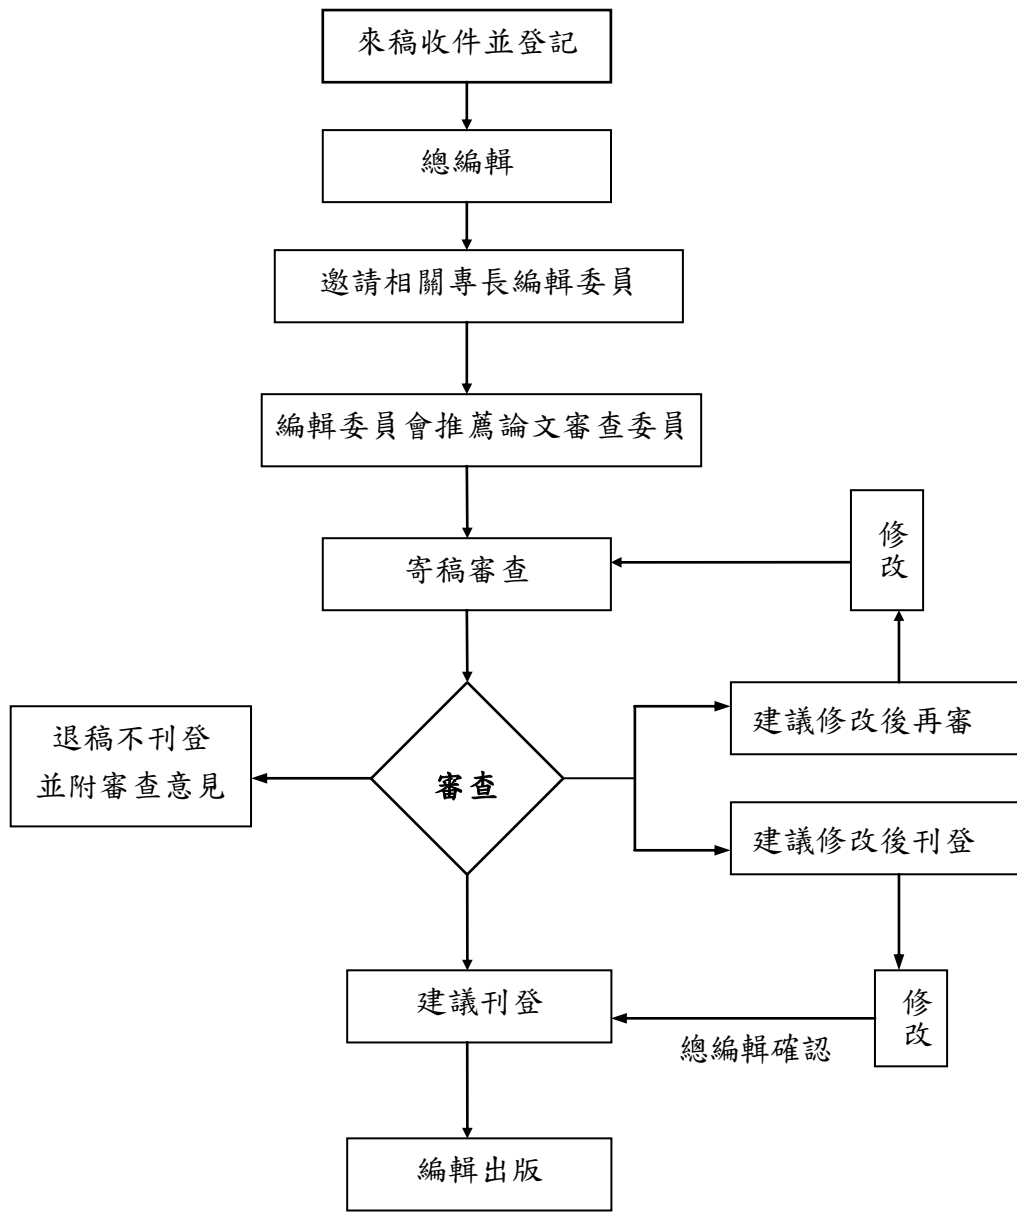 來稿收件並登記
總編輯
邀請相關專長編輯委員
編輯委員會推薦論文審查委員
寄稿審查
修
改
退稿不刊登
並附審查意見
審查
建議修改後再審
建議修改後刊登
建議刊登
總編輯確認
修
改
編輯出版